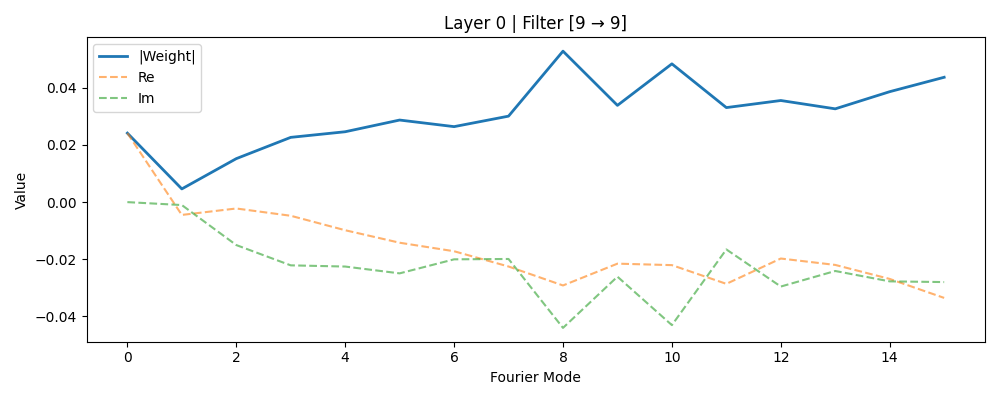 Layer 0 | Filter [9 → 9]
|Weight|
Re
Im
0.04
0.02
0.00
−0.02
−0.04
Value
0 2 4 6 8 10 12 14
Fourier Mode